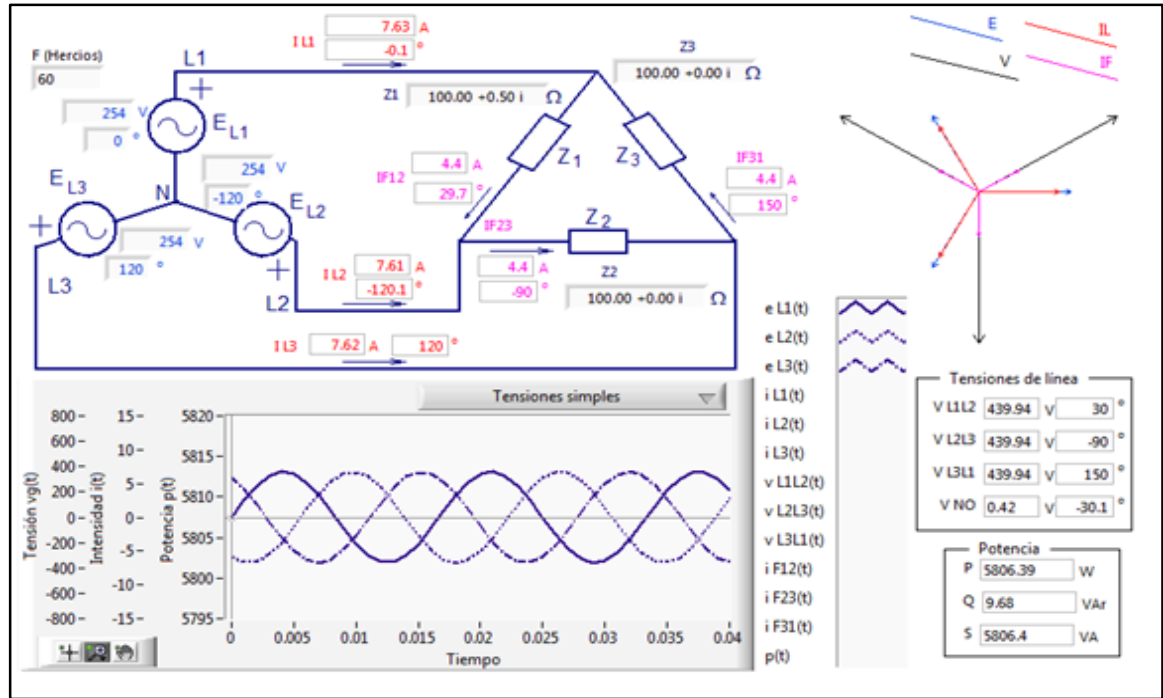 F (Hercios)
60
I L1
7.63 A
-0.1 °
L1
+
254 V
0 °
E L1
Z1
100.00 +0.50 i Ω
Z3
100.00 +0.00 i Ω
Z1
Z3
IF12
4.4 A
29.7 °
IF31
4.4 A
150 °
E L3
+
N
254 V
-120 °
E L2
+
254 V
120 °
L3
L2
IF23
4.4 A
-90 °
Z2
Z2
100.00 +0.00 i Ω
I L2
7.61 A
-120.1 °
I L3 7.62 A 120 °
E
IL
V
IF
Tensiones simples
Tensión vg(t)
800
600
400
200
0
-200
-400
-600
-800
Intensidad i(t)
15
10
5
0
-5
-10
-15
Potencia p(t)
5820
5815
5810
5805
5800
5795
0 0.005 0.01 0.015 0.02 0.025 0.03 0.035 0.04
Tiempo
e L1(t)
e L2(t)
e L3(t)
i L1(t)
i L2(t)
i L3(t)
v L1L2(t)
v L2L3(t)
v L3L1(t)
i F12(t)
i F23(t)
i F31(t)
p(t)
Tensiones de línea
V L1L2 439.94 V 30 °
V L2L3 439.94 V -90 °
V L3L1 439.94 V 150 °
V NO 0.42 V -30.1 °
Potencia
P 5806.39 W
Q 9.68 VAr
S 5806.4 VA